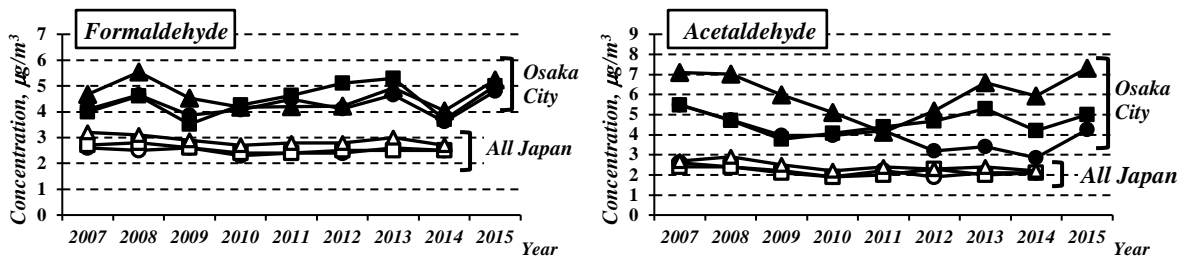 Formaldehyde
Concentration, μg/m³
7
6
5
4
3
2
1
0
Osaka
City
All Japan
2007 2008 2009 2010 2011 2012 2013 2014 2015
Year
Acetaldehyde
Concentration, μg/m³
9
8
7
6
5
4
3
2
1
0
Osaka
City
All Japan
2007 2008 2009 2010 2011 2012 2013 2014 2015
Year